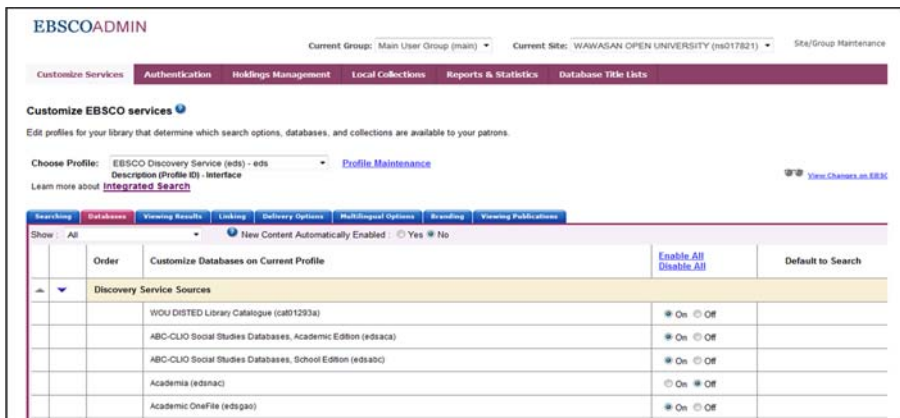 EBSCOADMIN
Current Group: Main User Group (main) Current Site: WAWASAN OPEN UNIVERSITY (ns017821) Site/Group Maintenance
Customize Services Authentication Holdings Management Local Collections Reports & Statistics Database Title Lists
Customize EBSCO services
Edit profiles for your library that determine which search options, databases, and collections are available to your patrons.
Choose Profile: EBSCO Discovery Service (eds) - eds Profile Maintenance
Description (Profile ID) - Interface
Learn more about Integrated Search View Changes on EBSC
Searching Databases Viewing Results Linking Delivery Options Multilingual Options Branding Viewing Publications
Show : All New Content Automatically Enabled : Yes No
Order Customize Databases on Current Profile Enable All Default to Search
Disable All
Discovery Service Sources
WOU DISTED Library Catalogue (cat01293a) On Off
ABC-CLIO Social Studies Databases, Academic Edition (edsaca) On Off
ABC-CLIO Social Studies Databases, School Edition (edsabc) On Off
Academia (edsnac) On Off
Academic OneFile (edsgao) On Off